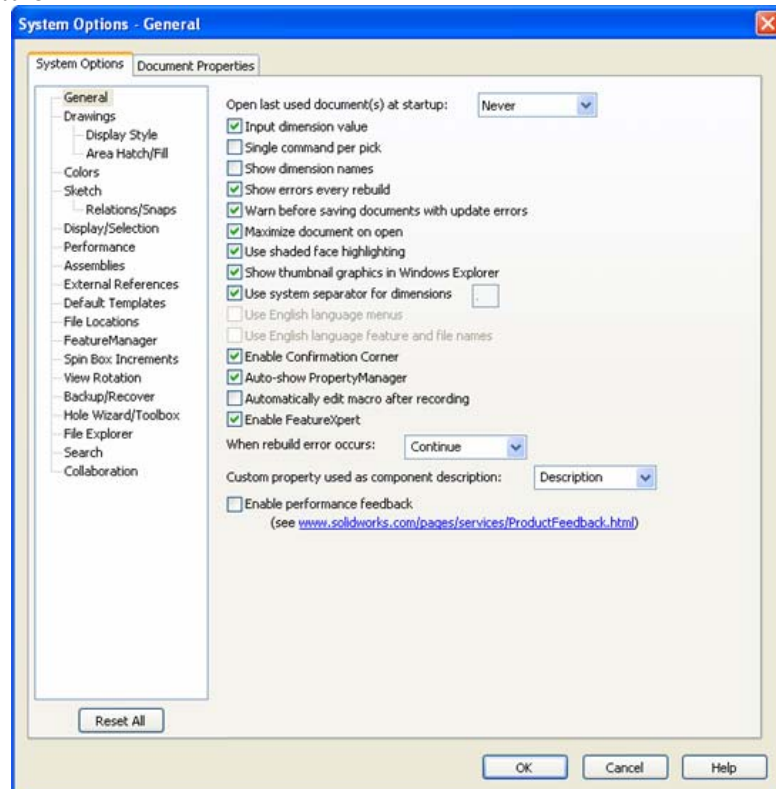 System Options - General
System Options
Document Properties
General
Drawings
Display Style
Area Hatch/Fill
Colors
Sketch
Relations/Snaps
Display/Selection
Performance
Assemblies
External References
Default Templates
File Locations
FeatureManager
Spin Box Increments
View Rotation
Backup/Recover
Hole Wizard/Toolbox
File Explorer
Search
Collaboration
Reset All
Open last used document(s) at startup: Never
Input dimension value
Single command per pick
Show dimension names
Show errors every rebuild
Warn before saving documents with update errors
Maximize document on open
Use shaded face highlighting
Show thumbnail graphics in Windows Explorer
Use system separator for dimensions .
Use English language menus
Use English language feature and file names
Enable Confirmation Corner
Auto-show PropertyManager
Automatically edit macro after recording
Enable FeatureXpert
When rebuild error occurs: Continue
Custom property used as component description: Description
Enable performance feedback
(see www.solidworks.com/pages/services/ProductFeedback.html)
OK
Cancel
Help